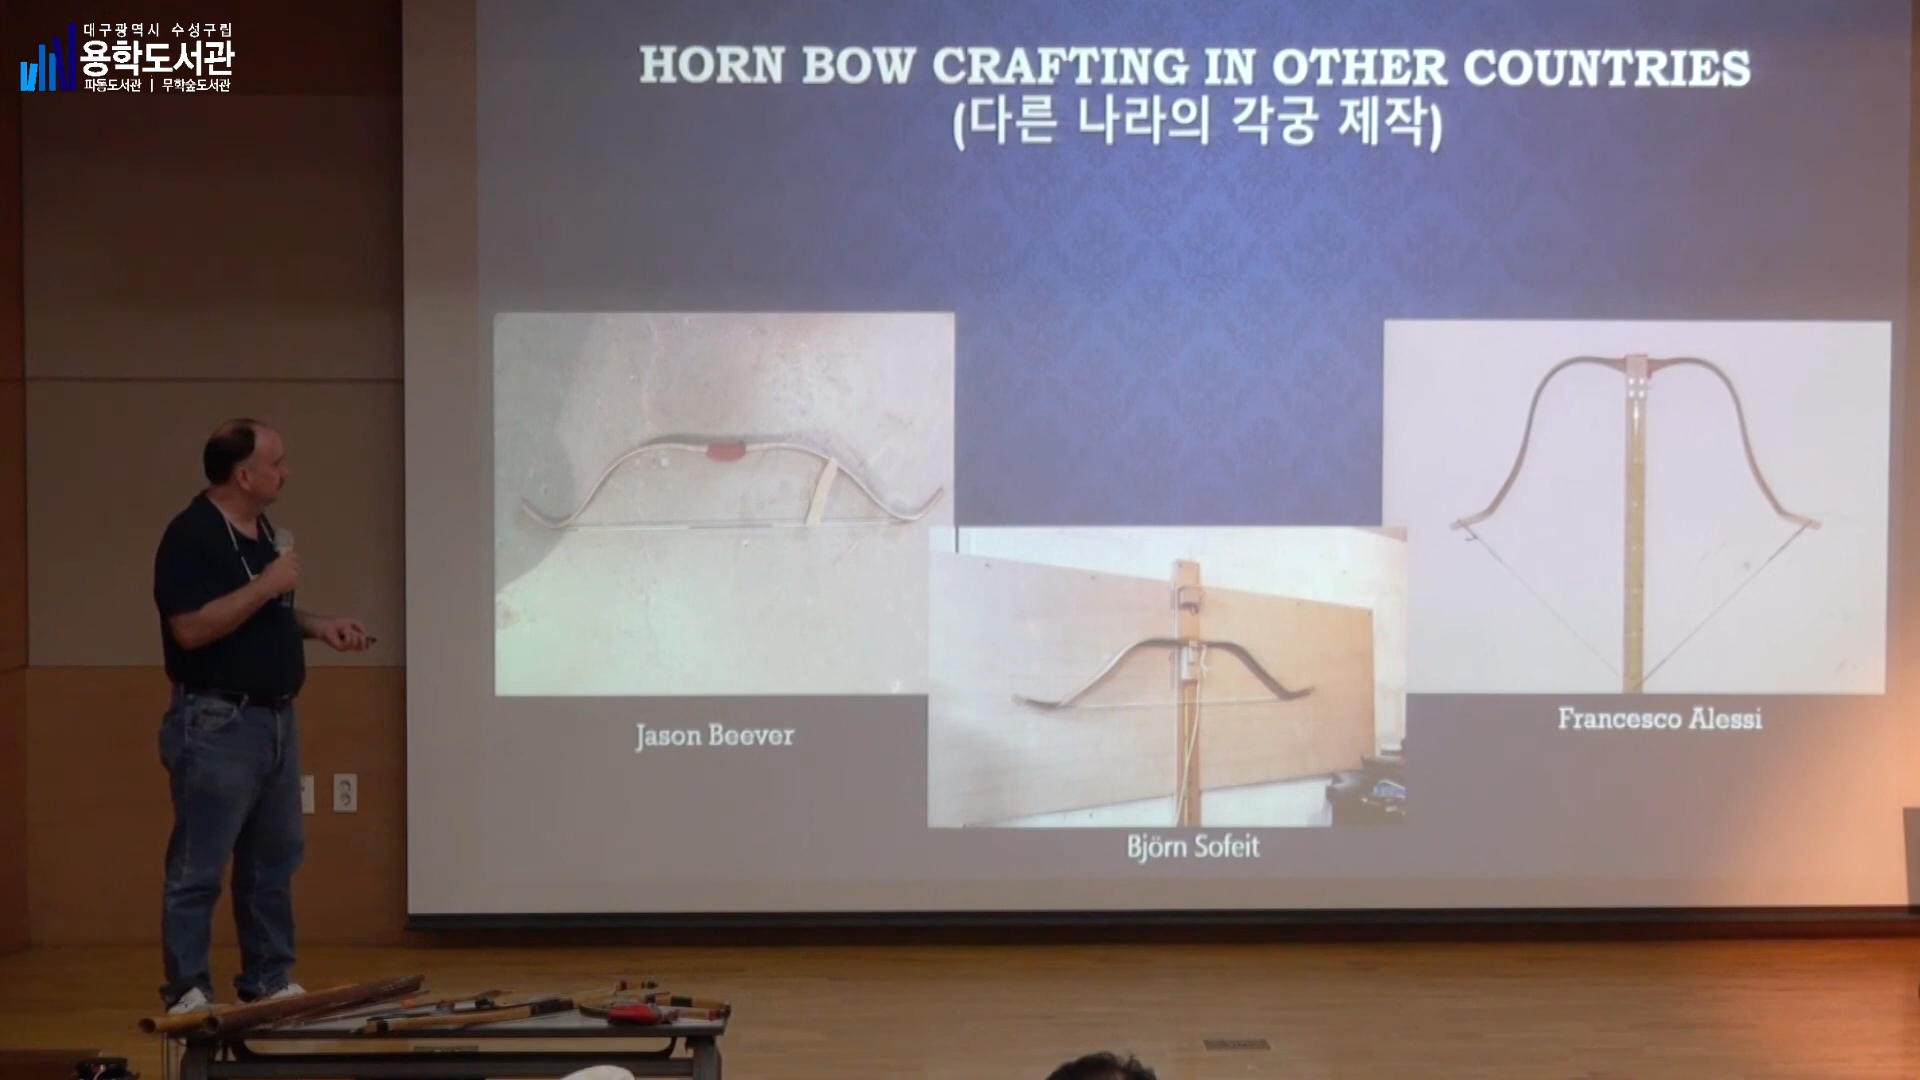 대구광역시 수성구립
용학도서관
파동도서관 | 무학숲도서관
HORN BOW CRAFTING IN OTHER COUNTRIES
(다른 나라의 각궁 제작)
Jason Beever
Björn Sofeit
Francesco Alessi